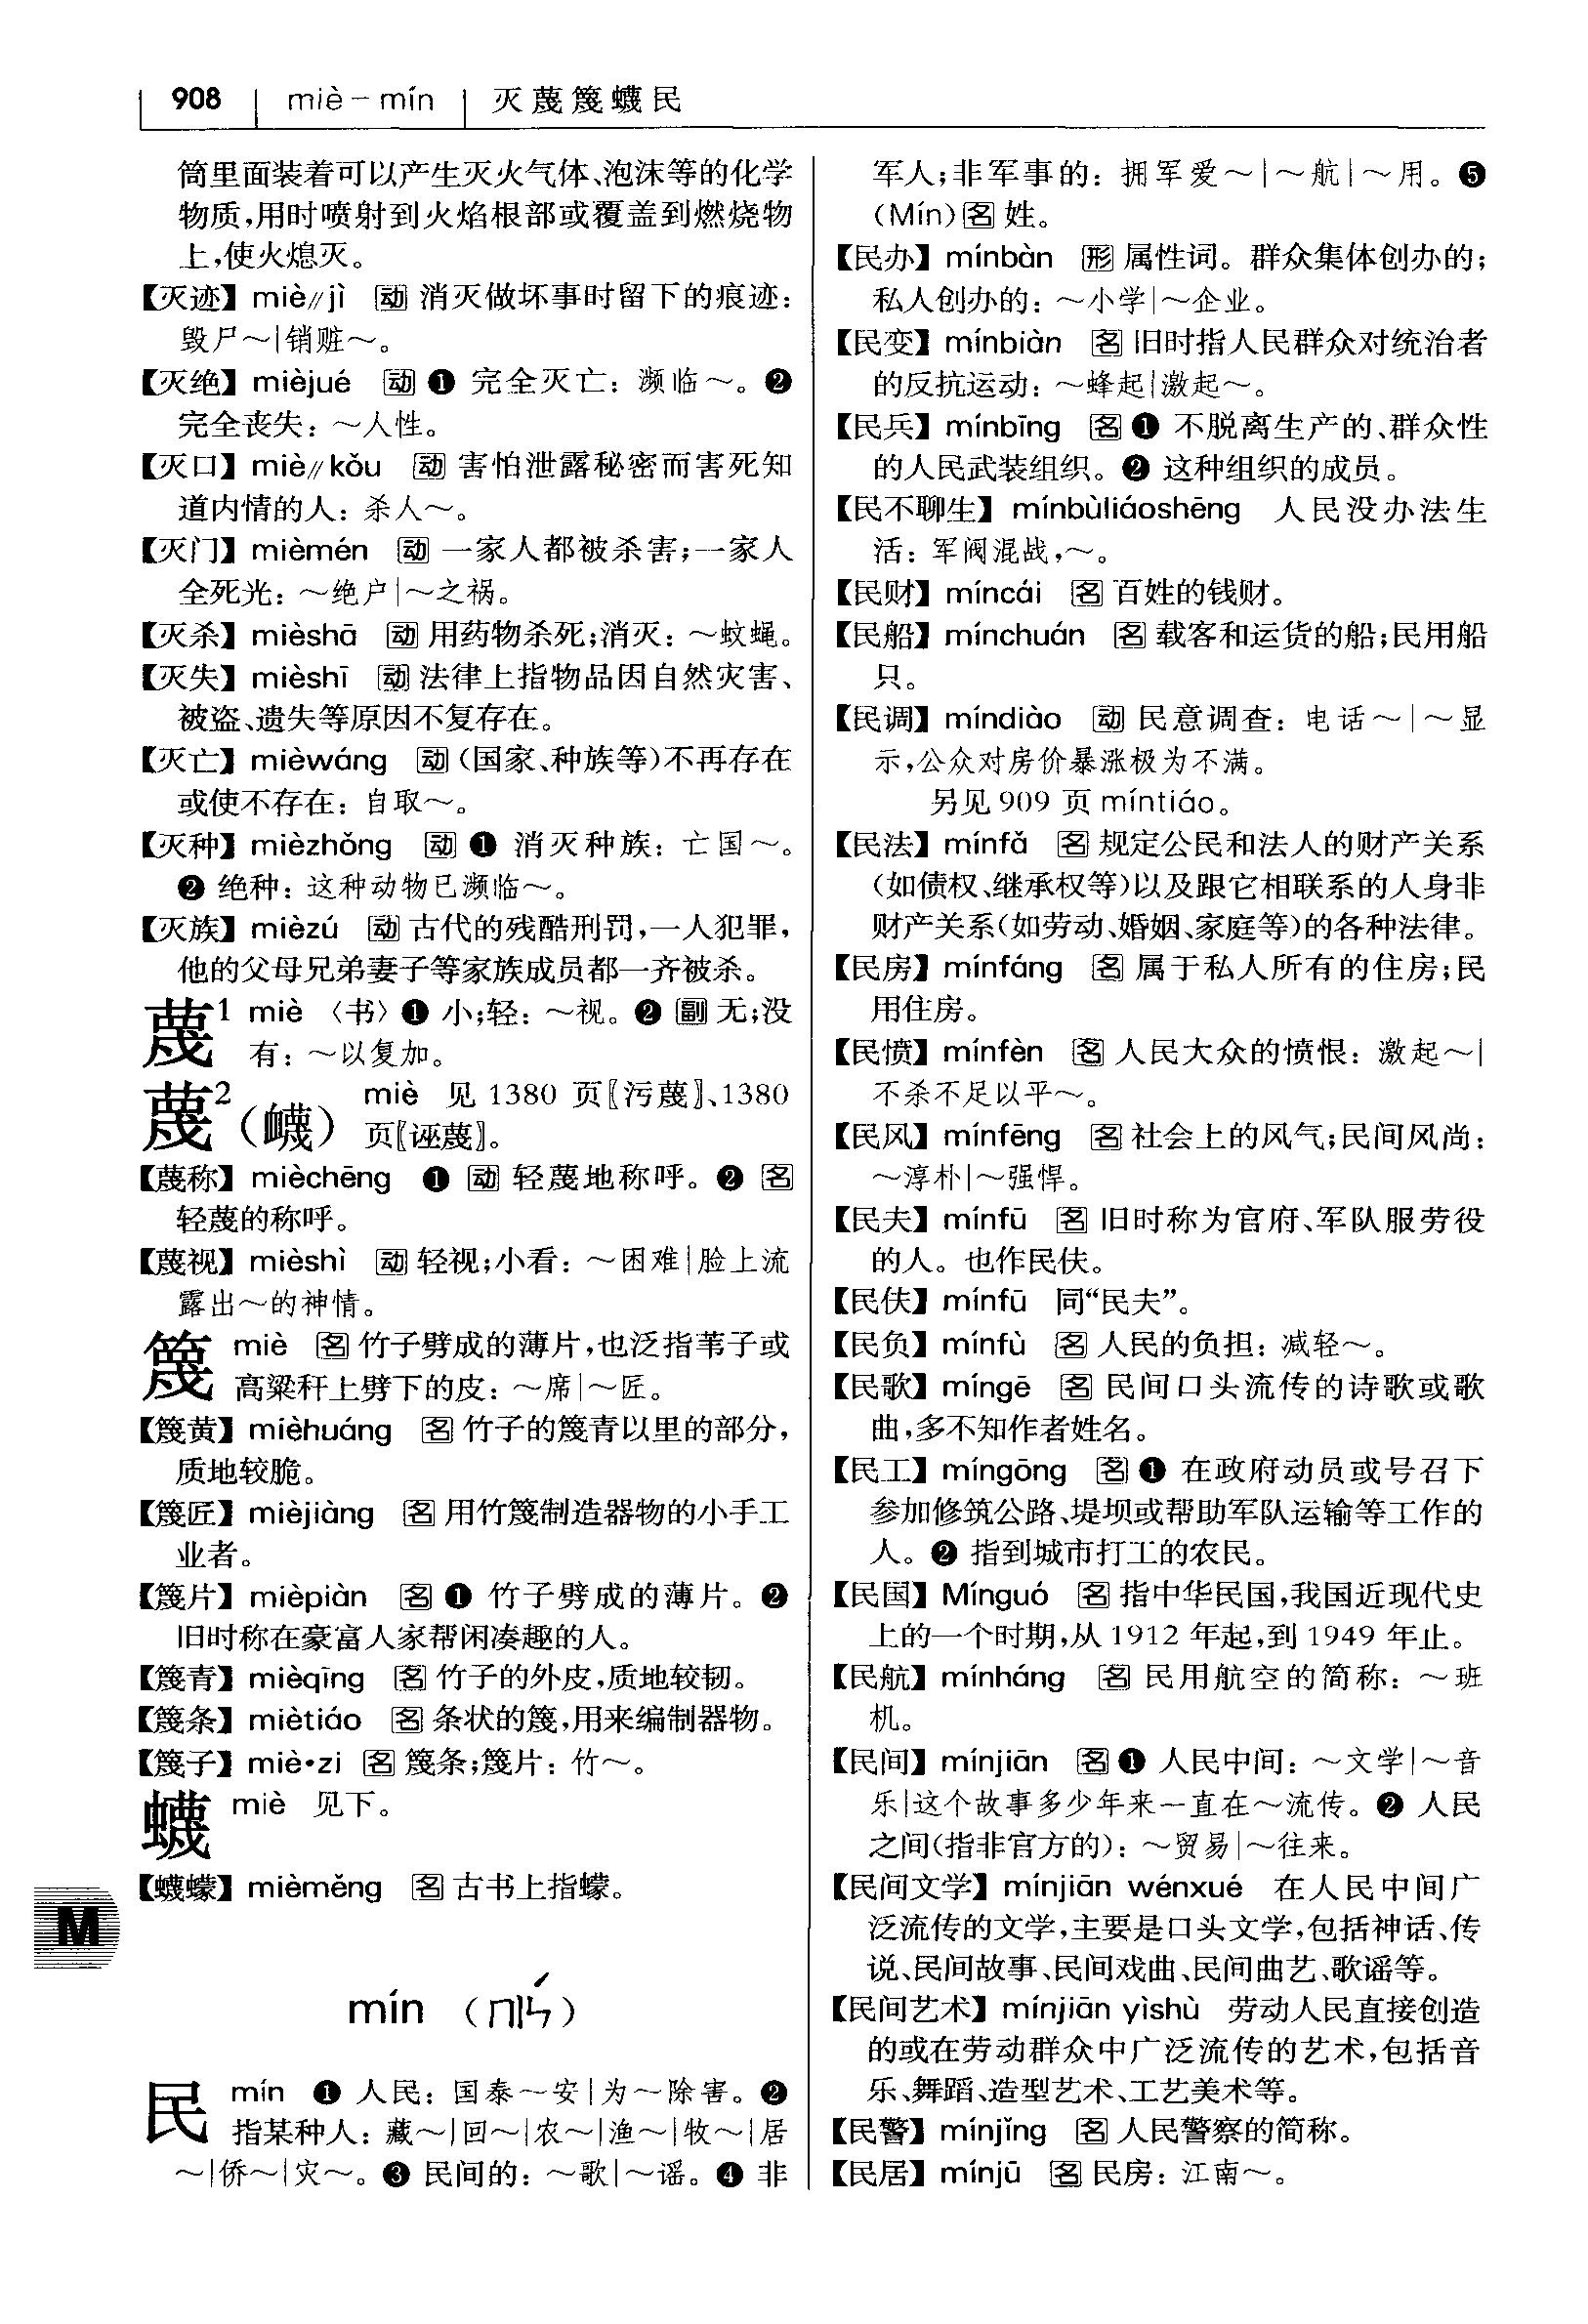 908 miè－mín 灭蔑篾蠛民
筒里面装着可以产生灭火气体、泡沫等的化学
物质，用时喷射到火焰根部或覆盖到燃烧物
上，使火熄灭。
【灭迹】miè∥jì 动 消灭做坏事时留下的痕迹：
毁尸～|销赃～。
【灭绝】mièjué 动 ❶ 完全灭亡：濒临～。❷
完全丧失：～人性。
【灭口】miè∥kǒu 动 害怕泄露秘密而害死知
道内情的人：杀人～。
【灭门】mièmén 动 一家人都被杀害；一家人
全死光：～绝户|～之祸。
【灭杀】mièshā 动 用药物杀死；消灭：～蚊蝇。
【灭失】mièshī 动 法律上指物品因自然灾害、
被盗、遗失等原因不复存在。
【灭亡】mièwáng 动（国家、种族等）不再存在
或使不存在：自取～。
【灭种】mièzhǒng 动 ❶ 消灭种族：亡国～。
❷ 绝种：这种动物已濒临～。
【灭族】mièzú 动 古代的残酷刑罚，一人犯罪，
他的父母兄弟妻子等家族成员都一齐被杀。
蔑1 miè 〈书〉❶ 小；轻：～视。❷ 副 无；没
有：～以复加。
蔑2（衊） miè 见 1380 页〖污蔑〗、1380
页〖诬蔑〗。
【蔑称】mièchēng ❶ 动 轻蔑地称呼。❷ 名
轻蔑的称呼。
【蔑视】mièshì 动 轻视；小看：～困难|脸上流
露出～的神情。
篾 miè 名 竹子劈成的薄片，也泛指苇子或
高粱秆上劈下的皮：～席|～匠。
【篾黄】mièhuáng 名 竹子的篾青以里的部分，
质地较脆。
【篾匠】mièjiàng 名 用竹篾制造器物的小手工
业者。
【篾片】mièpiàn 名 ❶ 竹子劈成的薄片。❷
旧时称在豪富人家帮闲凑趣的人。
【篾青】mièqīng 名 竹子的外皮，质地较韧。
【篾条】miètiáo 名 条状的篾，用来编制器物。
【篾子】miè·zi 名 篾条；篾片：竹～。
蠛 miè 见下。
【蠛蠓】mièměng 名 古书上指蠓。
M
mín （ㄇㄧㄣˊ）
民 mín ❶ 人民：国泰～安|为～除害。❷
指某种人：藏～|回～|农～|渔～|牧～|居
～|侨～|灾～。❸ 民间的：～歌|～谣。❹ 非
军人；非军事的：拥军爱～|～航|～用。❺
（Mín）名 姓。
【民办】mínbàn 形 属性词。群众集体创办的；
私人创办的：～小学|～企业。
【民变】mínbiàn 名 旧时指人民群众对统治者
的反抗运动：～蜂起|激起～。
【民兵】mínbīng 名 ❶ 不脱离生产的、群众性
的人民武装组织。❷ 这种组织的成员。
【民不聊生】mínbùliáoshēng 人民没办法生
活：军阀混战，～。
【民财】míncái 名 百姓的钱财。
【民船】mínchuán 名 载客和运货的船；民用船
只。
【民调】míndiào 动 民意调查：电话～|～显
示，公众对房价暴涨极为不满。
另见 909 页 míntiáo。
【民法】mínfǎ 名 规定公民和法人的财产关系
（如债权、继承权等）以及跟它相联系的人身非
财产关系（如劳动、婚姻、家庭等）的各种法律。
【民房】mínfáng 名 属于私人所有的住房；民
用住房。
【民愤】mínfèn 名 人民大众的愤恨：激起～|
不杀不足以平～。
【民风】mínfēng 名 社会上的风气；民间风尚：
～淳朴|～强悍。
【民夫】mínfū 名 旧时称为官府、军队服劳役
的人。也作民伕。
【民伕】mínfū 同“民夫”。
【民负】mínfù 名 人民的负担：减轻～。
【民歌】míngē 名 民间口头流传的诗歌或歌
曲，多不知作者姓名。
【民工】míngōng 名 ❶ 在政府动员或号召下
参加修筑公路、堤坝或帮助军队运输等工作的
人。❷ 指到城市打工的农民。
【民国】Mínguó 名 指中华民国，我国近现代史
上的一个时期，从 1912 年起，到 1949 年止。
【民航】mínháng 名 民用航空的简称：～班
机。
【民间】mínjiān 名 ❶ 人民中间：～文学|～音
乐|这个故事多少年来一直在～流传。❷ 人民
之间（指非官方的）：～贸易|～往来。
【民间文学】mínjiān wénxué 在人民中间广
泛流传的文学，主要是口头文学，包括神话、传
说、民间故事、民间戏曲、民间曲艺、歌谣等。
【民间艺术】mínjiān yìshù 劳动人民直接创造
的或在劳动群众中广泛流传的艺术，包括音
乐、舞蹈、造型艺术、工艺美术等。
【民警】mínjǐng 名 人民警察的简称。
【民居】mínjū 名 民房：江南～。